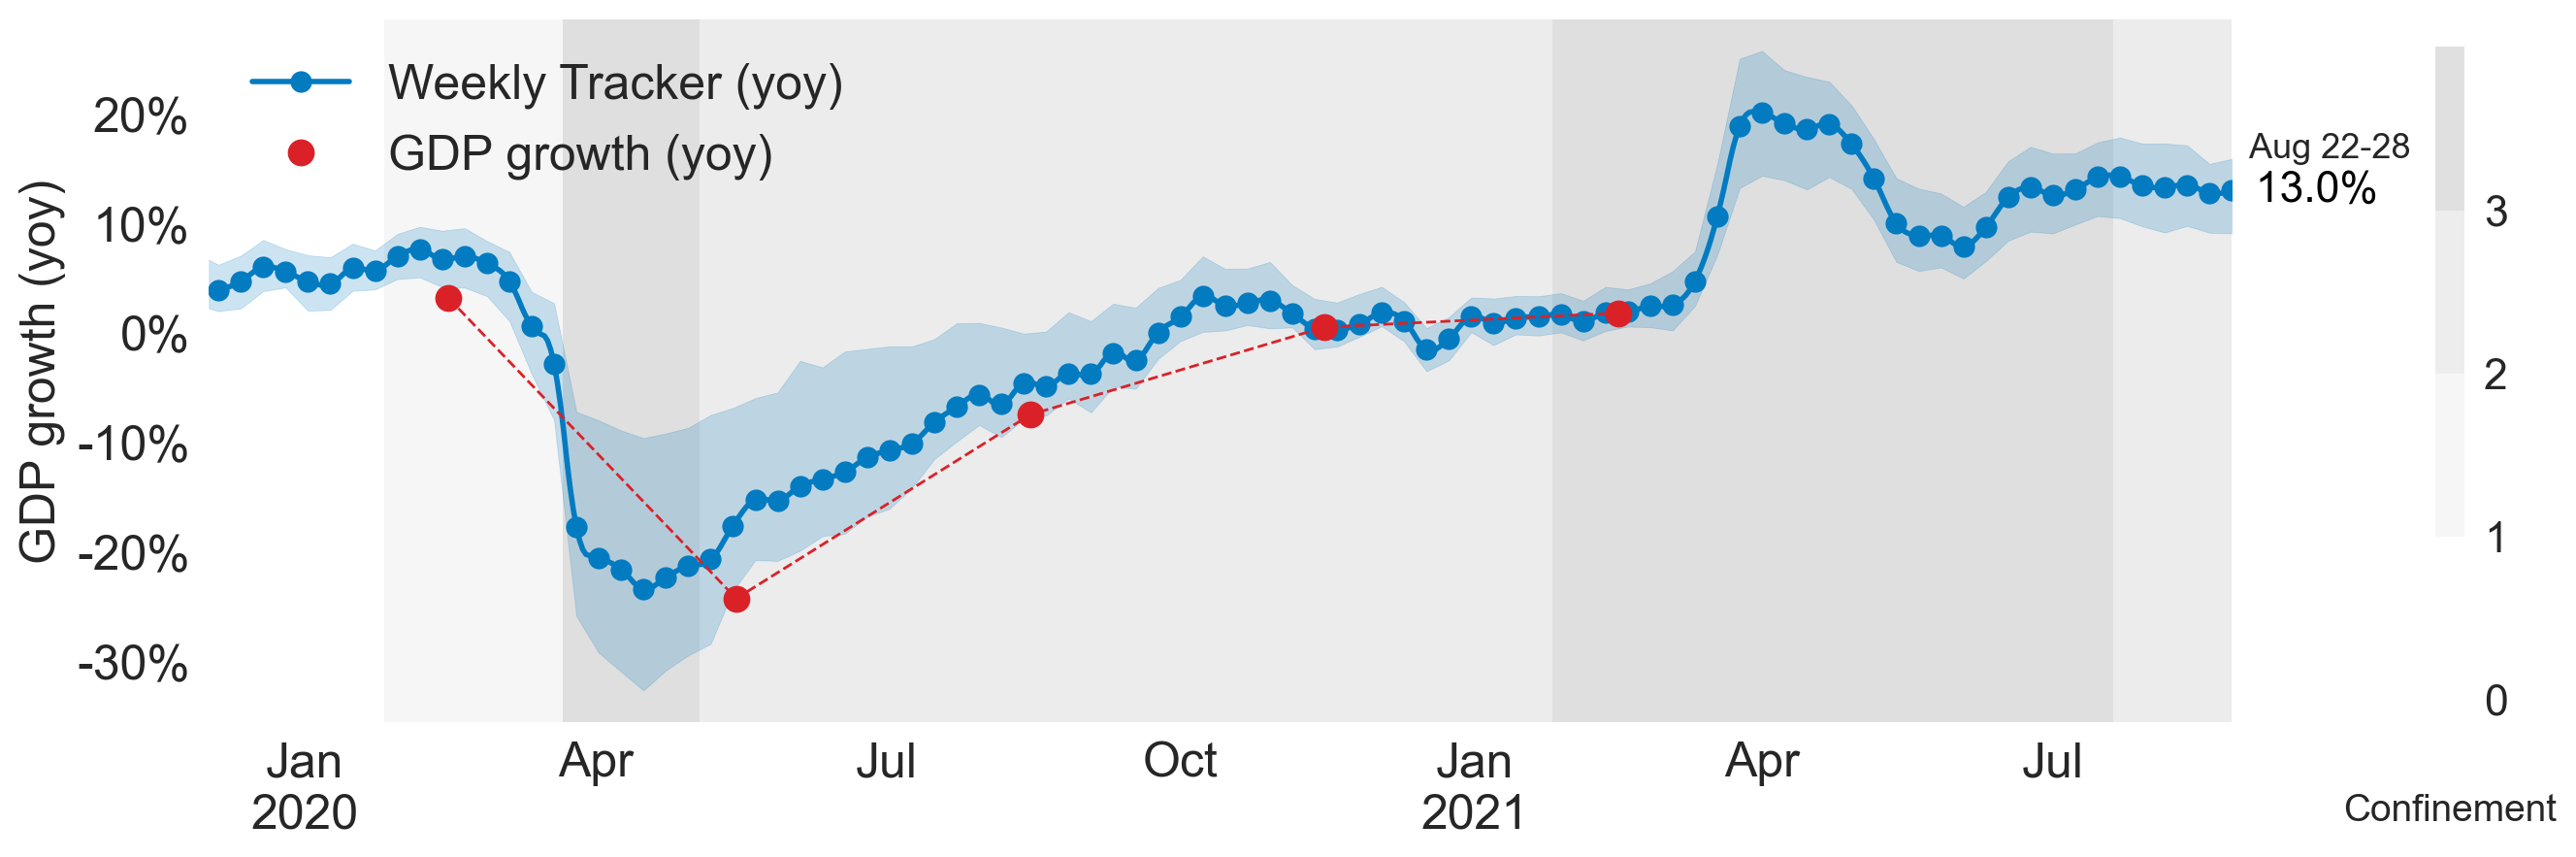 Weekly Tracker (yoy)
GDP growth (yoy)
GDP growth (yoy)
20%
10%
0%
-10%
-20%
-30%
Jan
2020
Apr
Jul
Oct
Jan
2021
Apr
Jul
Aug 22-28
13.0%
3
2
1
0
Confinement